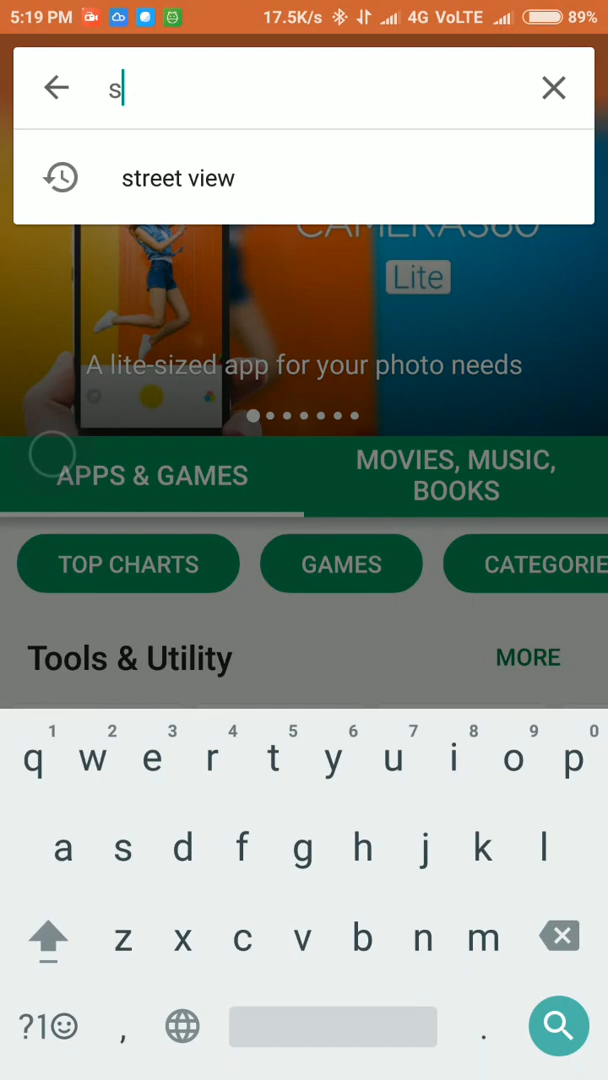 5:19 PM 17.5K/s 4G VoLTE 89%
s
street view
CAMERA360
Lite
A lite-sized app for your photo needs
APPS & GAMES
MOVIES, MUSIC,
BOOKS
TOP CHARTS GAMES CATEGORIE
Tools & Utility MORE
1 2 3 4 5 6 7 8 9 0
q w e r t y u i o p
a s d f g h j k l
z x c v b n m
?1☺ , .